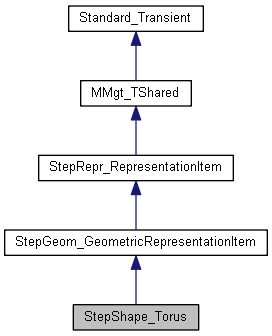 Standard_Transient
MMgt_TShared
StepRepr_RepresentationItem
StepGeom_GeometricRepresentationItem
StepShape_Torus